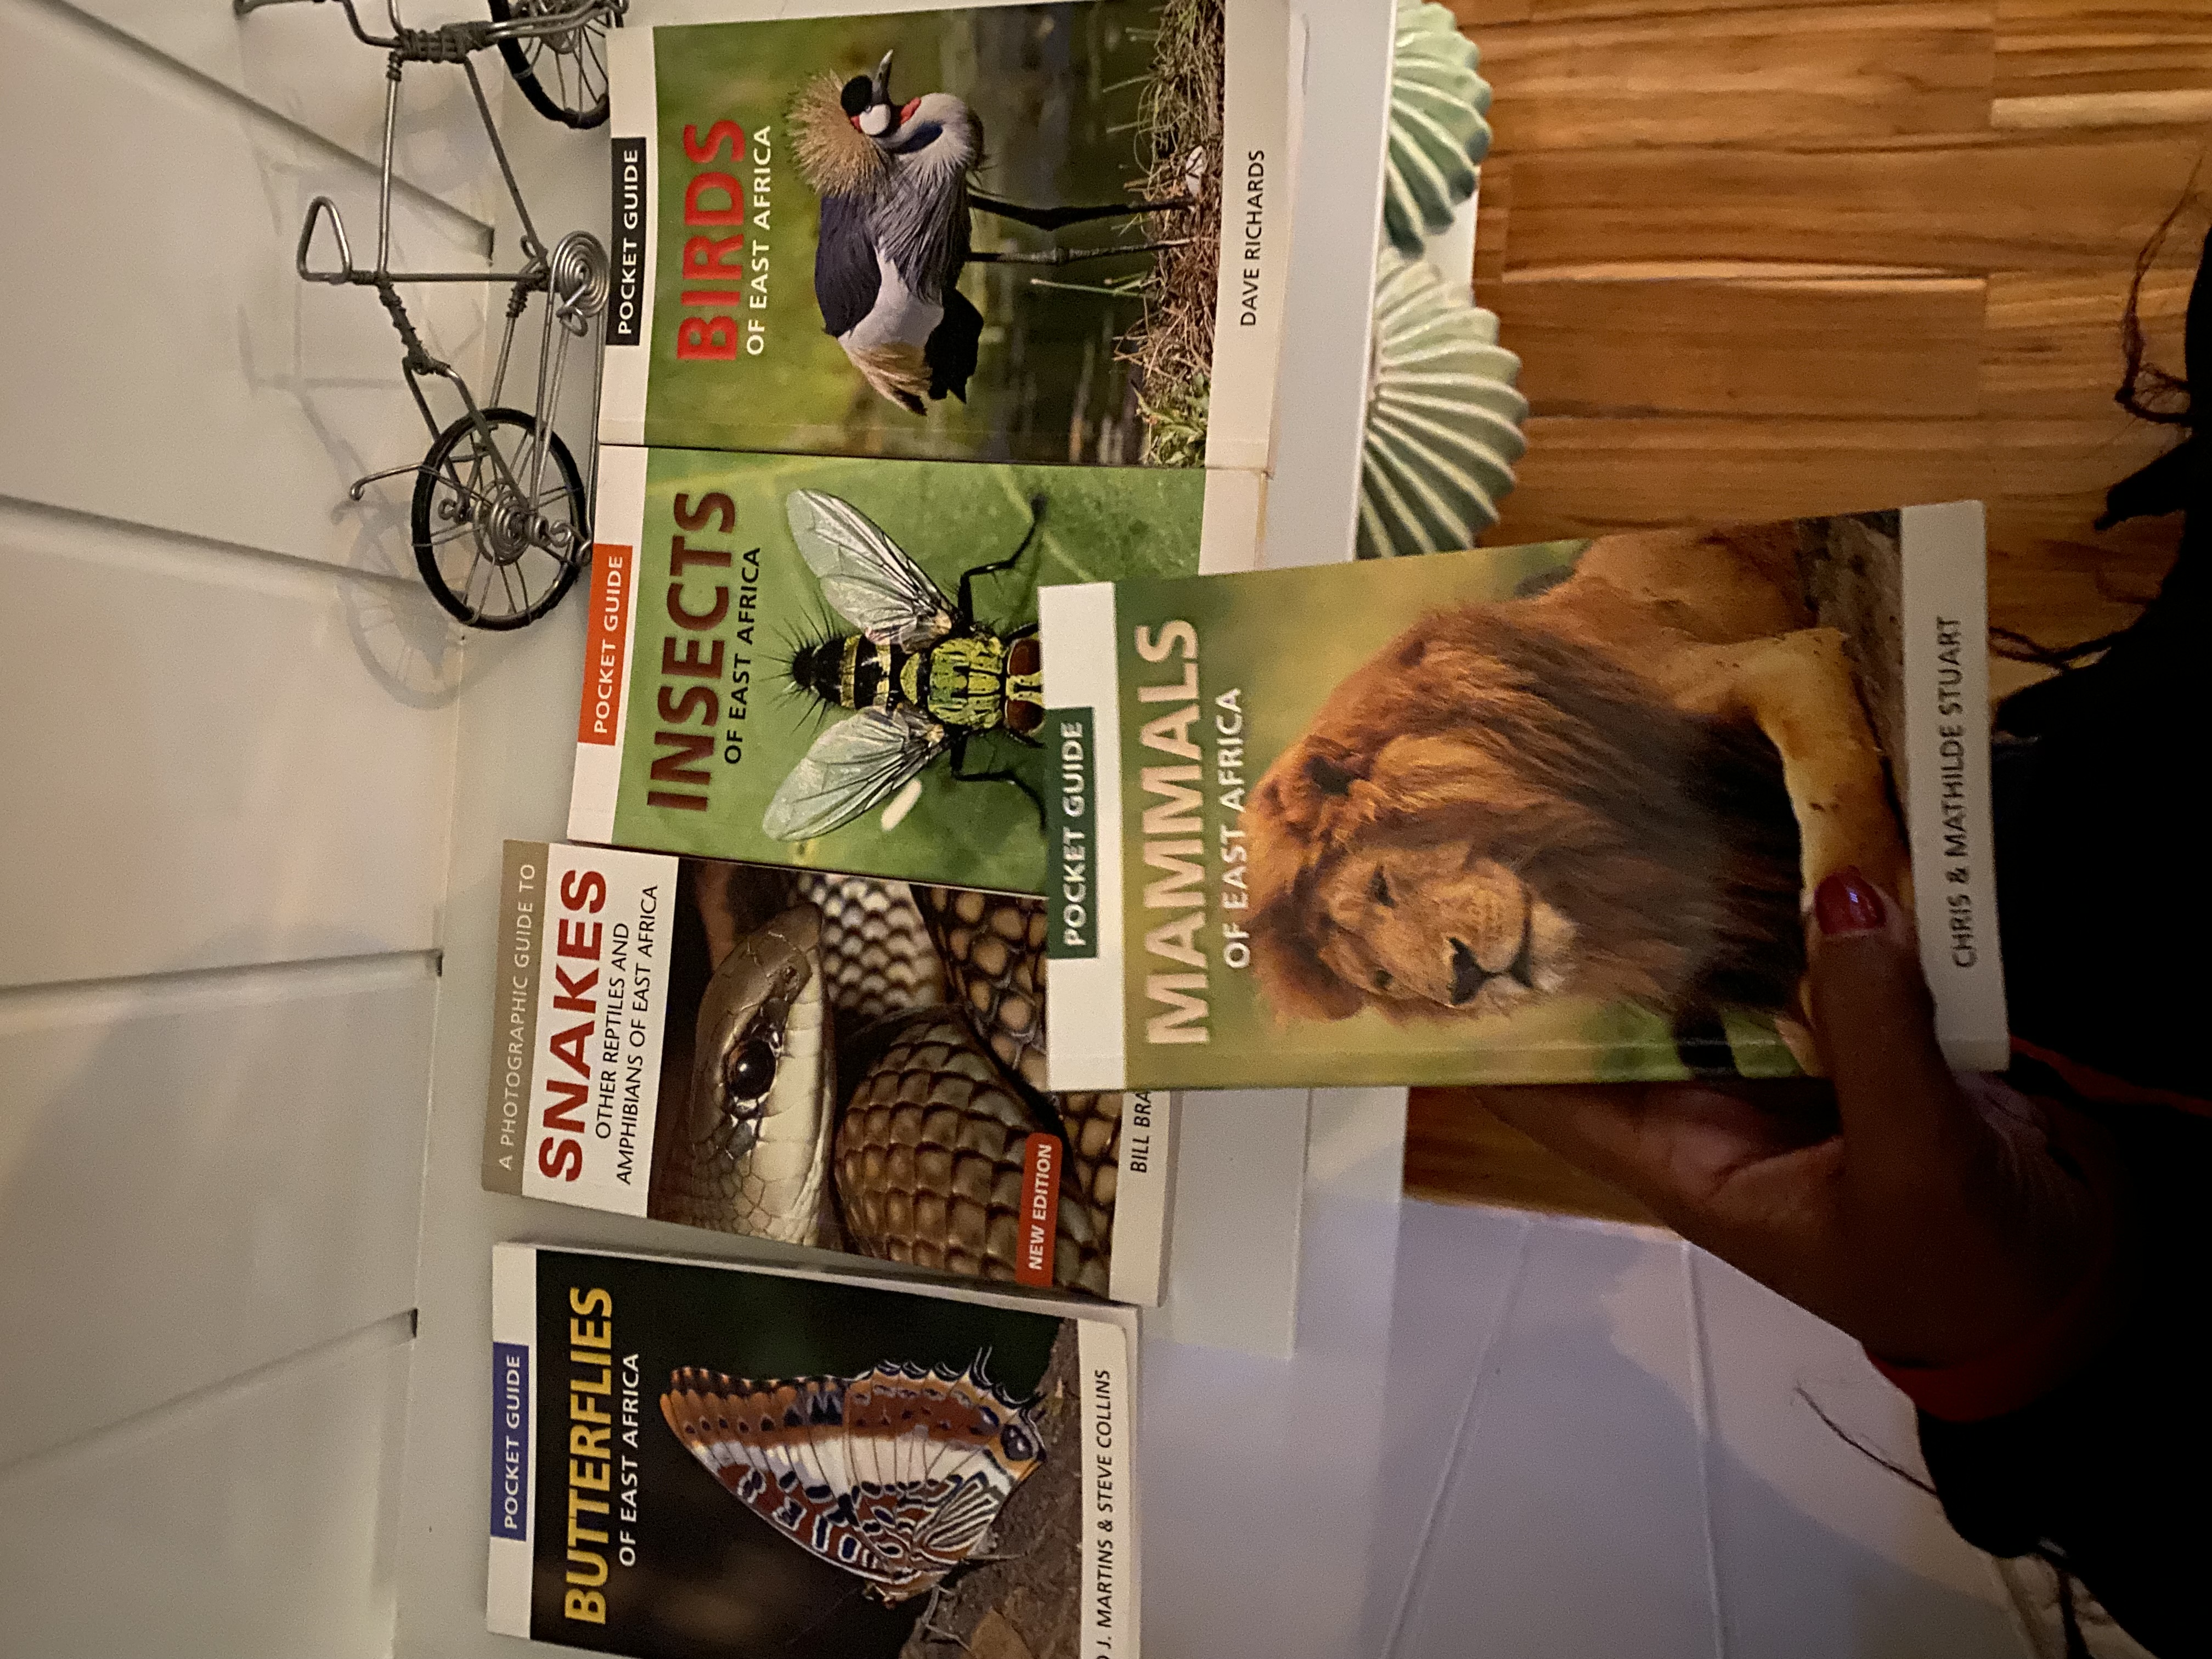 POCKET GUIDE
BUTTERFLIES
OF EAST AFRICA
J. MARTINS & STEVE COLLINS
A PHOTOGRAPHIC GUIDE TO
SNAKES
OTHER REPTILES AND
AMPHIBIANS OF EAST AFRICA
NEW EDITION
BILL
POCKET GUIDE
INSECTS
OF EAST AFRICA
POCKET GUIDE
BIRDS
OF EAST AFRICA
DAVE RICHARDS
POCKET GUIDE
MAMMALS
OF EAST AFRICA
CHRIS & MATHILDE STUART